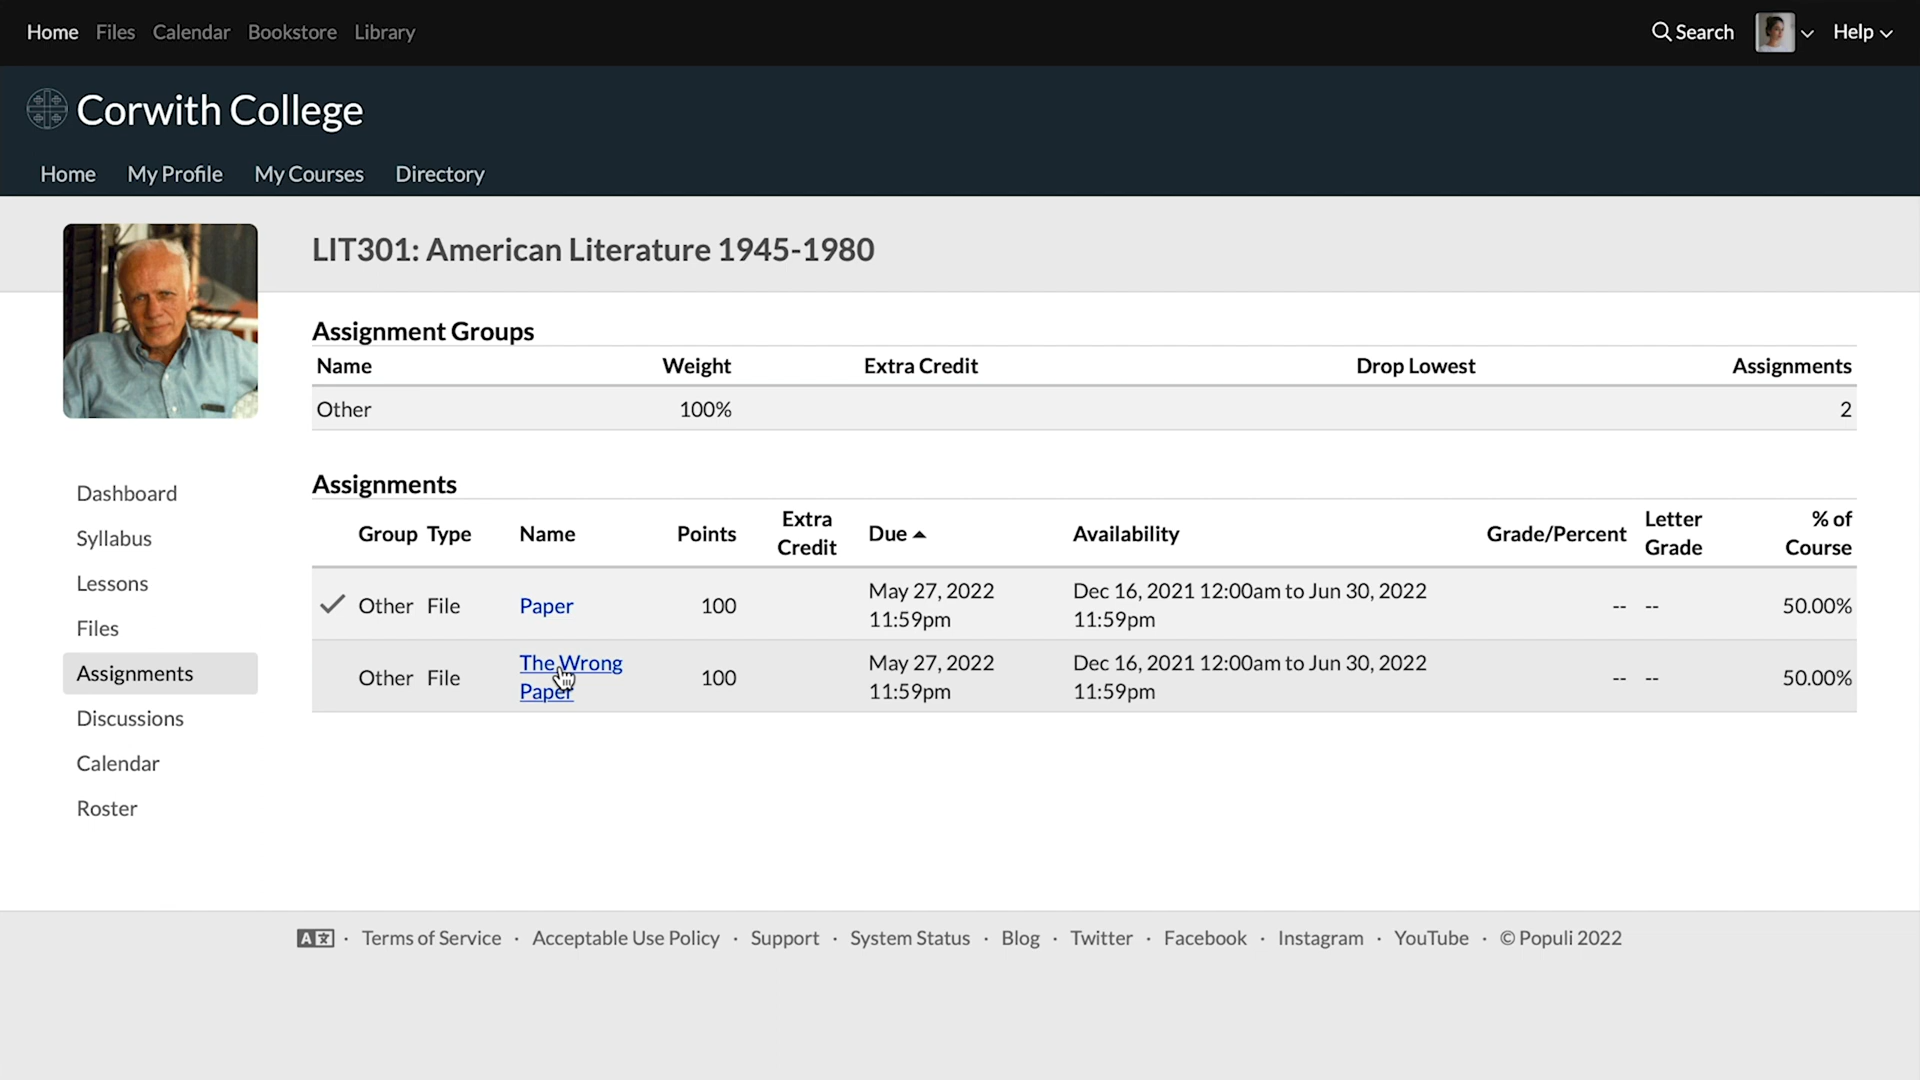 Home Files Calendar Bookstore Library
Search
Help
Corwith College
Home My Profile My Courses Directory
LIT301: American Literature 1945-1980
Assignment Groups
Name Weight Extra Credit Drop Lowest Assignments
Other 100% 2
Assignments
Group Type Name Points Extra Credit Due Availability Grade/Percent Letter Grade % of Course
Other File Paper 100 May 27, 2022 11:59pm Dec 16, 2021 12:00am to Jun 30, 2022 11:59pm -- -- 50.00%
Other File The Wrong Paper 100 May 27, 2022 11:59pm Dec 16, 2021 12:00am to Jun 30, 2022 11:59pm -- -- 50.00%
Dashboard
Syllabus
Lessons
Files
Assignments
Discussions
Calendar
Roster
A文 · Terms of Service · Acceptable Use Policy · Support · System Status · Blog · Twitter · Facebook · Instagram · YouTube · © Populi 2022